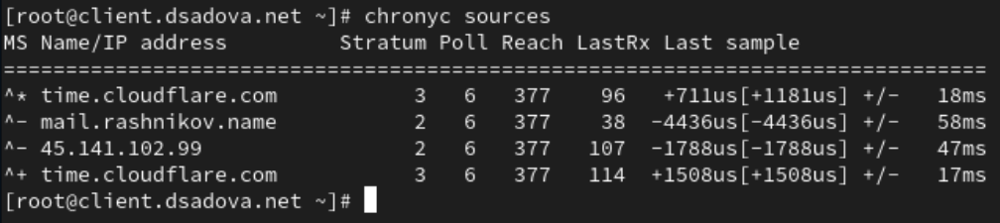 [root@client.dsadova.net ~]# chronyc sources
MS Name/IP address         Stratum Poll Reach LastRx Last sample
===============================================================================
^* time.cloudflare.com           3   6   377    96   +711us[+1181us] +/-   18ms
^- mail.rashnikov.name           2   6   377    38  -4436us[-4436us] +/-   58ms
^- 45.141.102.99                 2   6   377   107  -1788us[-1788us] +/-   47ms
^+ time.cloudflare.com           3   6   377   114  +1508us[+1508us] +/-   17ms
[root@client.dsadova.net ~]#